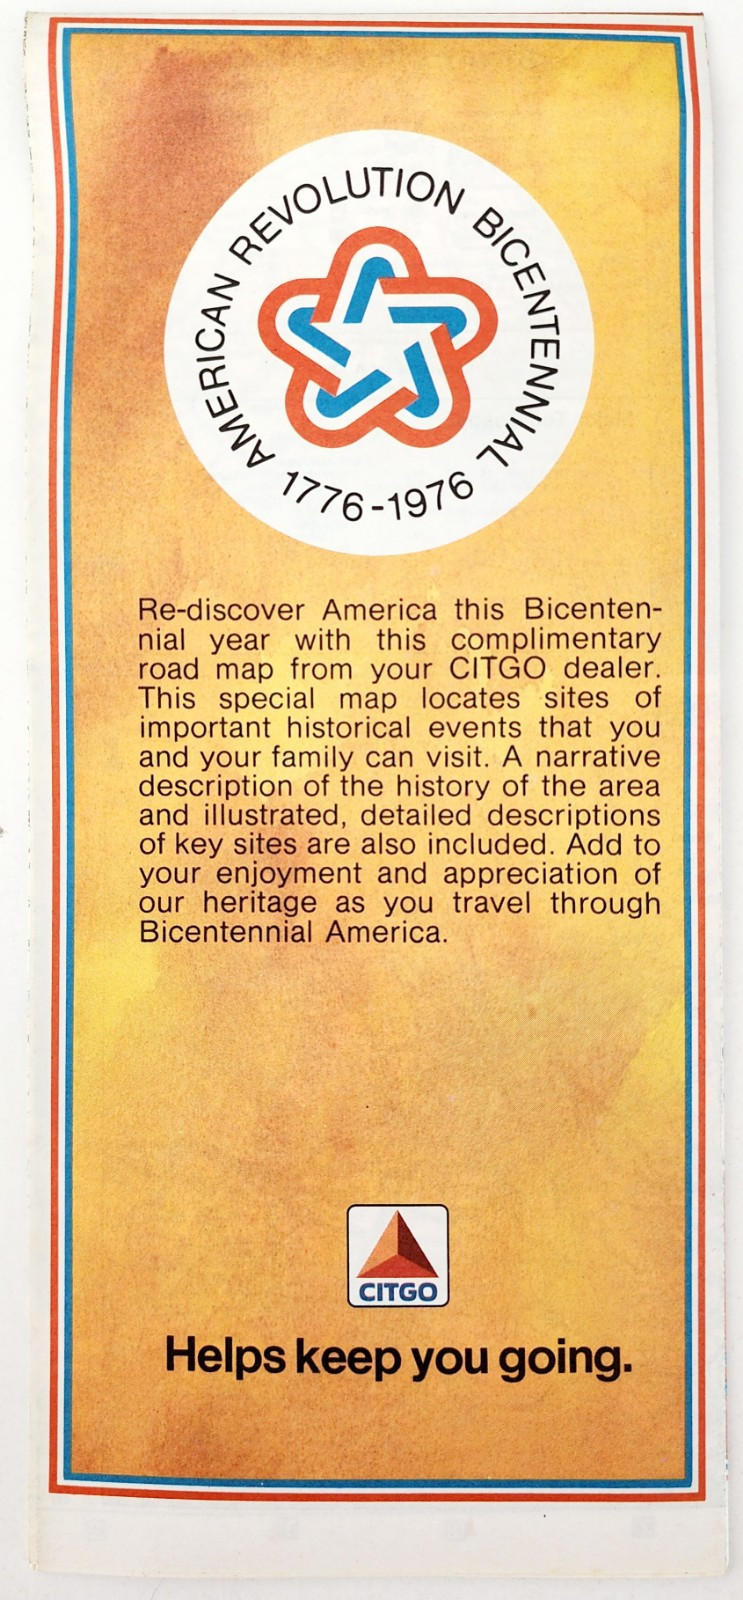 AMERICAN REVOLUTION BICENTENNIAL
1776-1976
Re-discover America this Bicenten-
nial year with this complimentary
road map from your CITGO dealer.
This special map locates sites of
important historical events that you
and your family can visit. A narrative
description of the history of the area
and illustrated, detailed descriptions
of key sites are also included. Add to
your enjoyment and appreciation of
our heritage as you travel through
Bicentennial America.
CITGO
Helps keep you going.